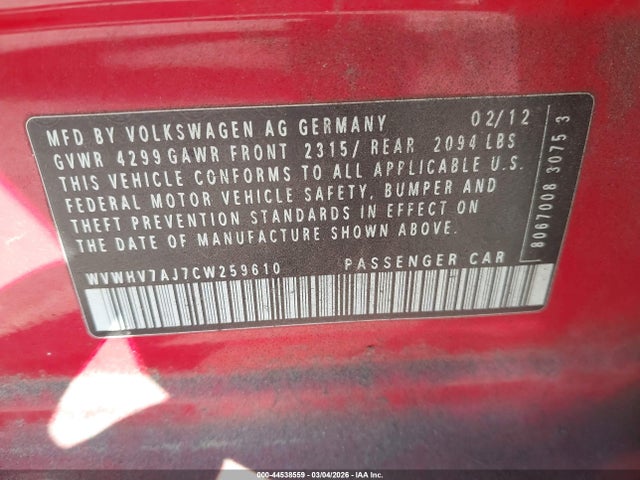 MFD BY VOLKSWAGEN AG GERMANY 02/12
GVWR 4299 GAWR FRONT 2315/ REAR 2094 LBS
THIS VEHICLE CONFORMS TO ALL APPLICABLE U.S.
FEDERAL MOTOR VEHICLE SAFETY, BUMPER AND
THEFT PREVENTION STANDARDS IN EFFECT ON
THE DATE OF MANUFACTURE SHOWN ABOVE.
WVWHV7AJ7CW259610 PASSENGER CAR
8067008 3075 3
000-44538559 - 03/04/2026 - IAA Inc.